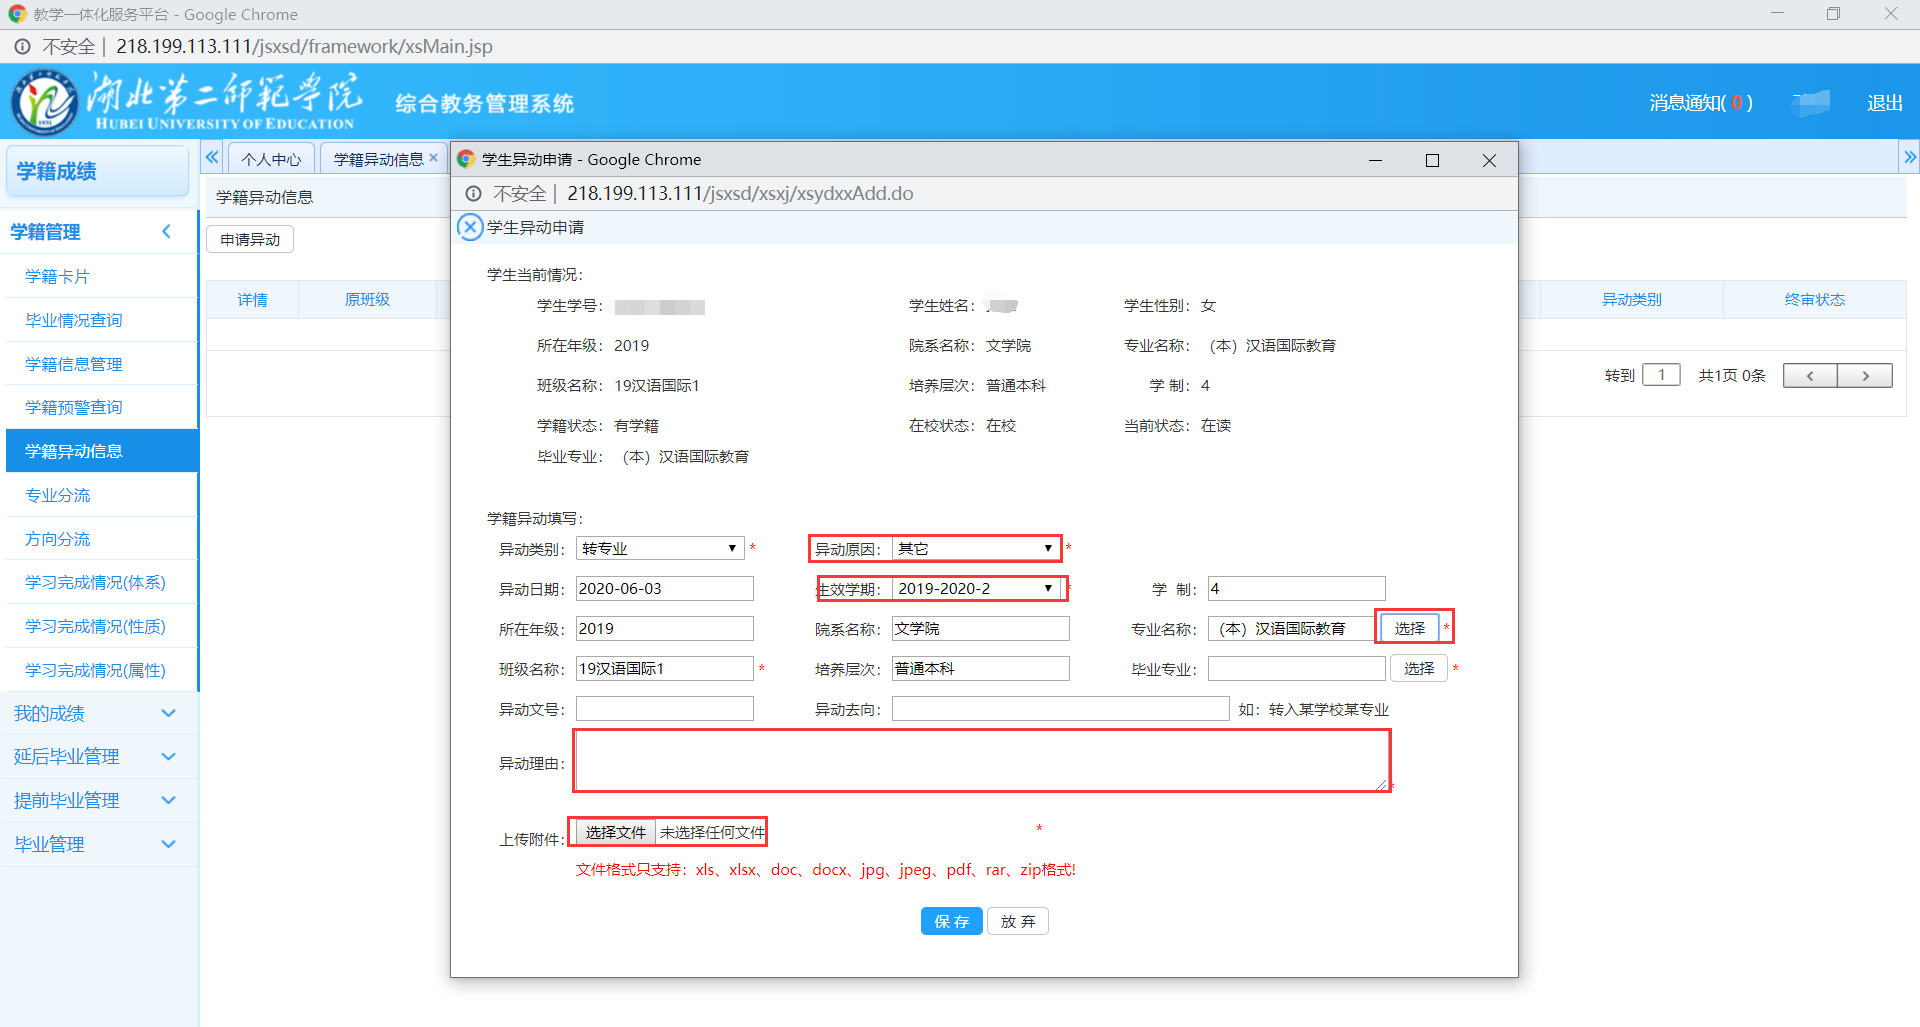 教学一体化服务平台 - Google Chrome
不安全 | 218.199.113.111/jsxsd/framework/xsMain.jsp
湖北第二师范学院
HUBEI UNIVERSITY OF EDUCATION
综合教务管理系统
消息通知( 0 )
退出
学籍成绩
学籍管理
学籍卡片
毕业情况查询
学籍信息管理
学籍预警查询
学籍异动信息
专业分流
方向分流
学习完成情况(体系)
学习完成情况(性质)
学习完成情况(属性)
我的成绩
延后毕业管理
提前毕业管理
毕业管理
个人中心
学籍异动信息
学籍异动信息
申请异动
详情 原班级 异动类别 终审状态
转到 1 共1页 0条
学生异动申请 - Google Chrome
不安全 | 218.199.113.111/jsxsd/xsxj/xsydxxAdd.do
学生异动申请
学生当前情况：
学生学号： 学生姓名： 学生性别： 女
所在年级： 2019 院系名称： 文学院 专业名称： （本）汉语国际教育
班级名称： 19汉语国际1 培养层次： 普通本科 学 制： 4
学籍状态： 有学籍 在校状态： 在校 当前状态： 在读
毕业专业： （本）汉语国际教育
学籍异动填写：
异动类别： 转专业 * 异动原因： 其它 *
异动日期： 2020-06-03 生效学期： 2019-2020-2 * 学 制： 4
所在年级： 2019 院系名称： 文学院 专业名称： （本）汉语国际教育 选择 *
班级名称： 19汉语国际1 * 培养层次： 普通本科 毕业专业： 选择 *
异动文号： 异动去向： 如：转入某学校某专业
异动理由： *
上传附件： 选择文件 未选择任何文件 *
文件格式只支持：xls、xlsx、doc、docx、jpg、jpeg、pdf、rar、zip格式!
保 存 放 弃